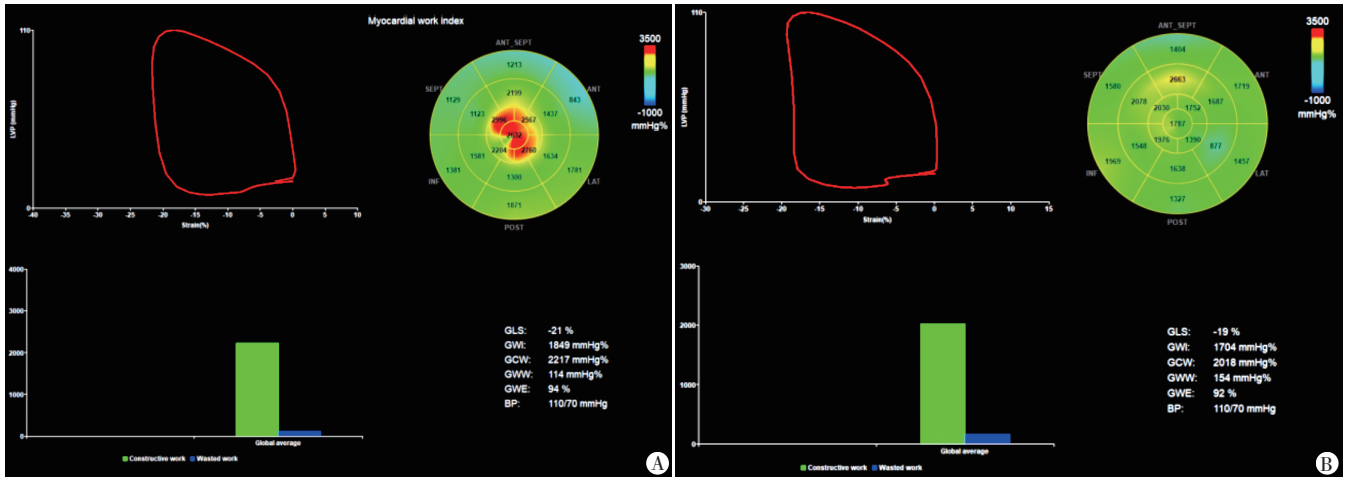 Myocardial work index
110
LVP (mmHg)
0
-40 -35 -30 -25 -20 -15 -10 -5 0 5 10
Strain(%)
ANT_SEPT
SEPT
ANT
INF
LAT
POST
1213
2199
1129
843
1123
2996
2567
1437
2632
1581
2204
2760
1634
1381
1300
1781
1871
3500
-1000
mmHg%
4000
3000
2000
1000
0
Global average
Constructive work Wasted work
GLS: -21 %
GWI: 1849 mmHg%
GCW: 2217 mmHg%
GWW: 114 mmHg%
GWE: 94 %
BP: 110/70 mmHg
A
110
LVP (mmHg)
0
-30 -25 -20 -15 -10 -5 0 5 10 15
Strain(%)
ANT_SEPT
SEPT
ANT
INF
LAT
POST
1404
2663
1580
1719
2078
2030
1752
1687
1787
1548
1976
1390
877
1969
1638
1457
1327
3500
-1000
mmHg%
3000
2000
1000
0
Global average
Constructive work Wasted work
GLS: -19 %
GWI: 1704 mmHg%
GCW: 2018 mmHg%
GWW: 154 mmHg%
GWE: 92 %
BP: 110/70 mmHg
B